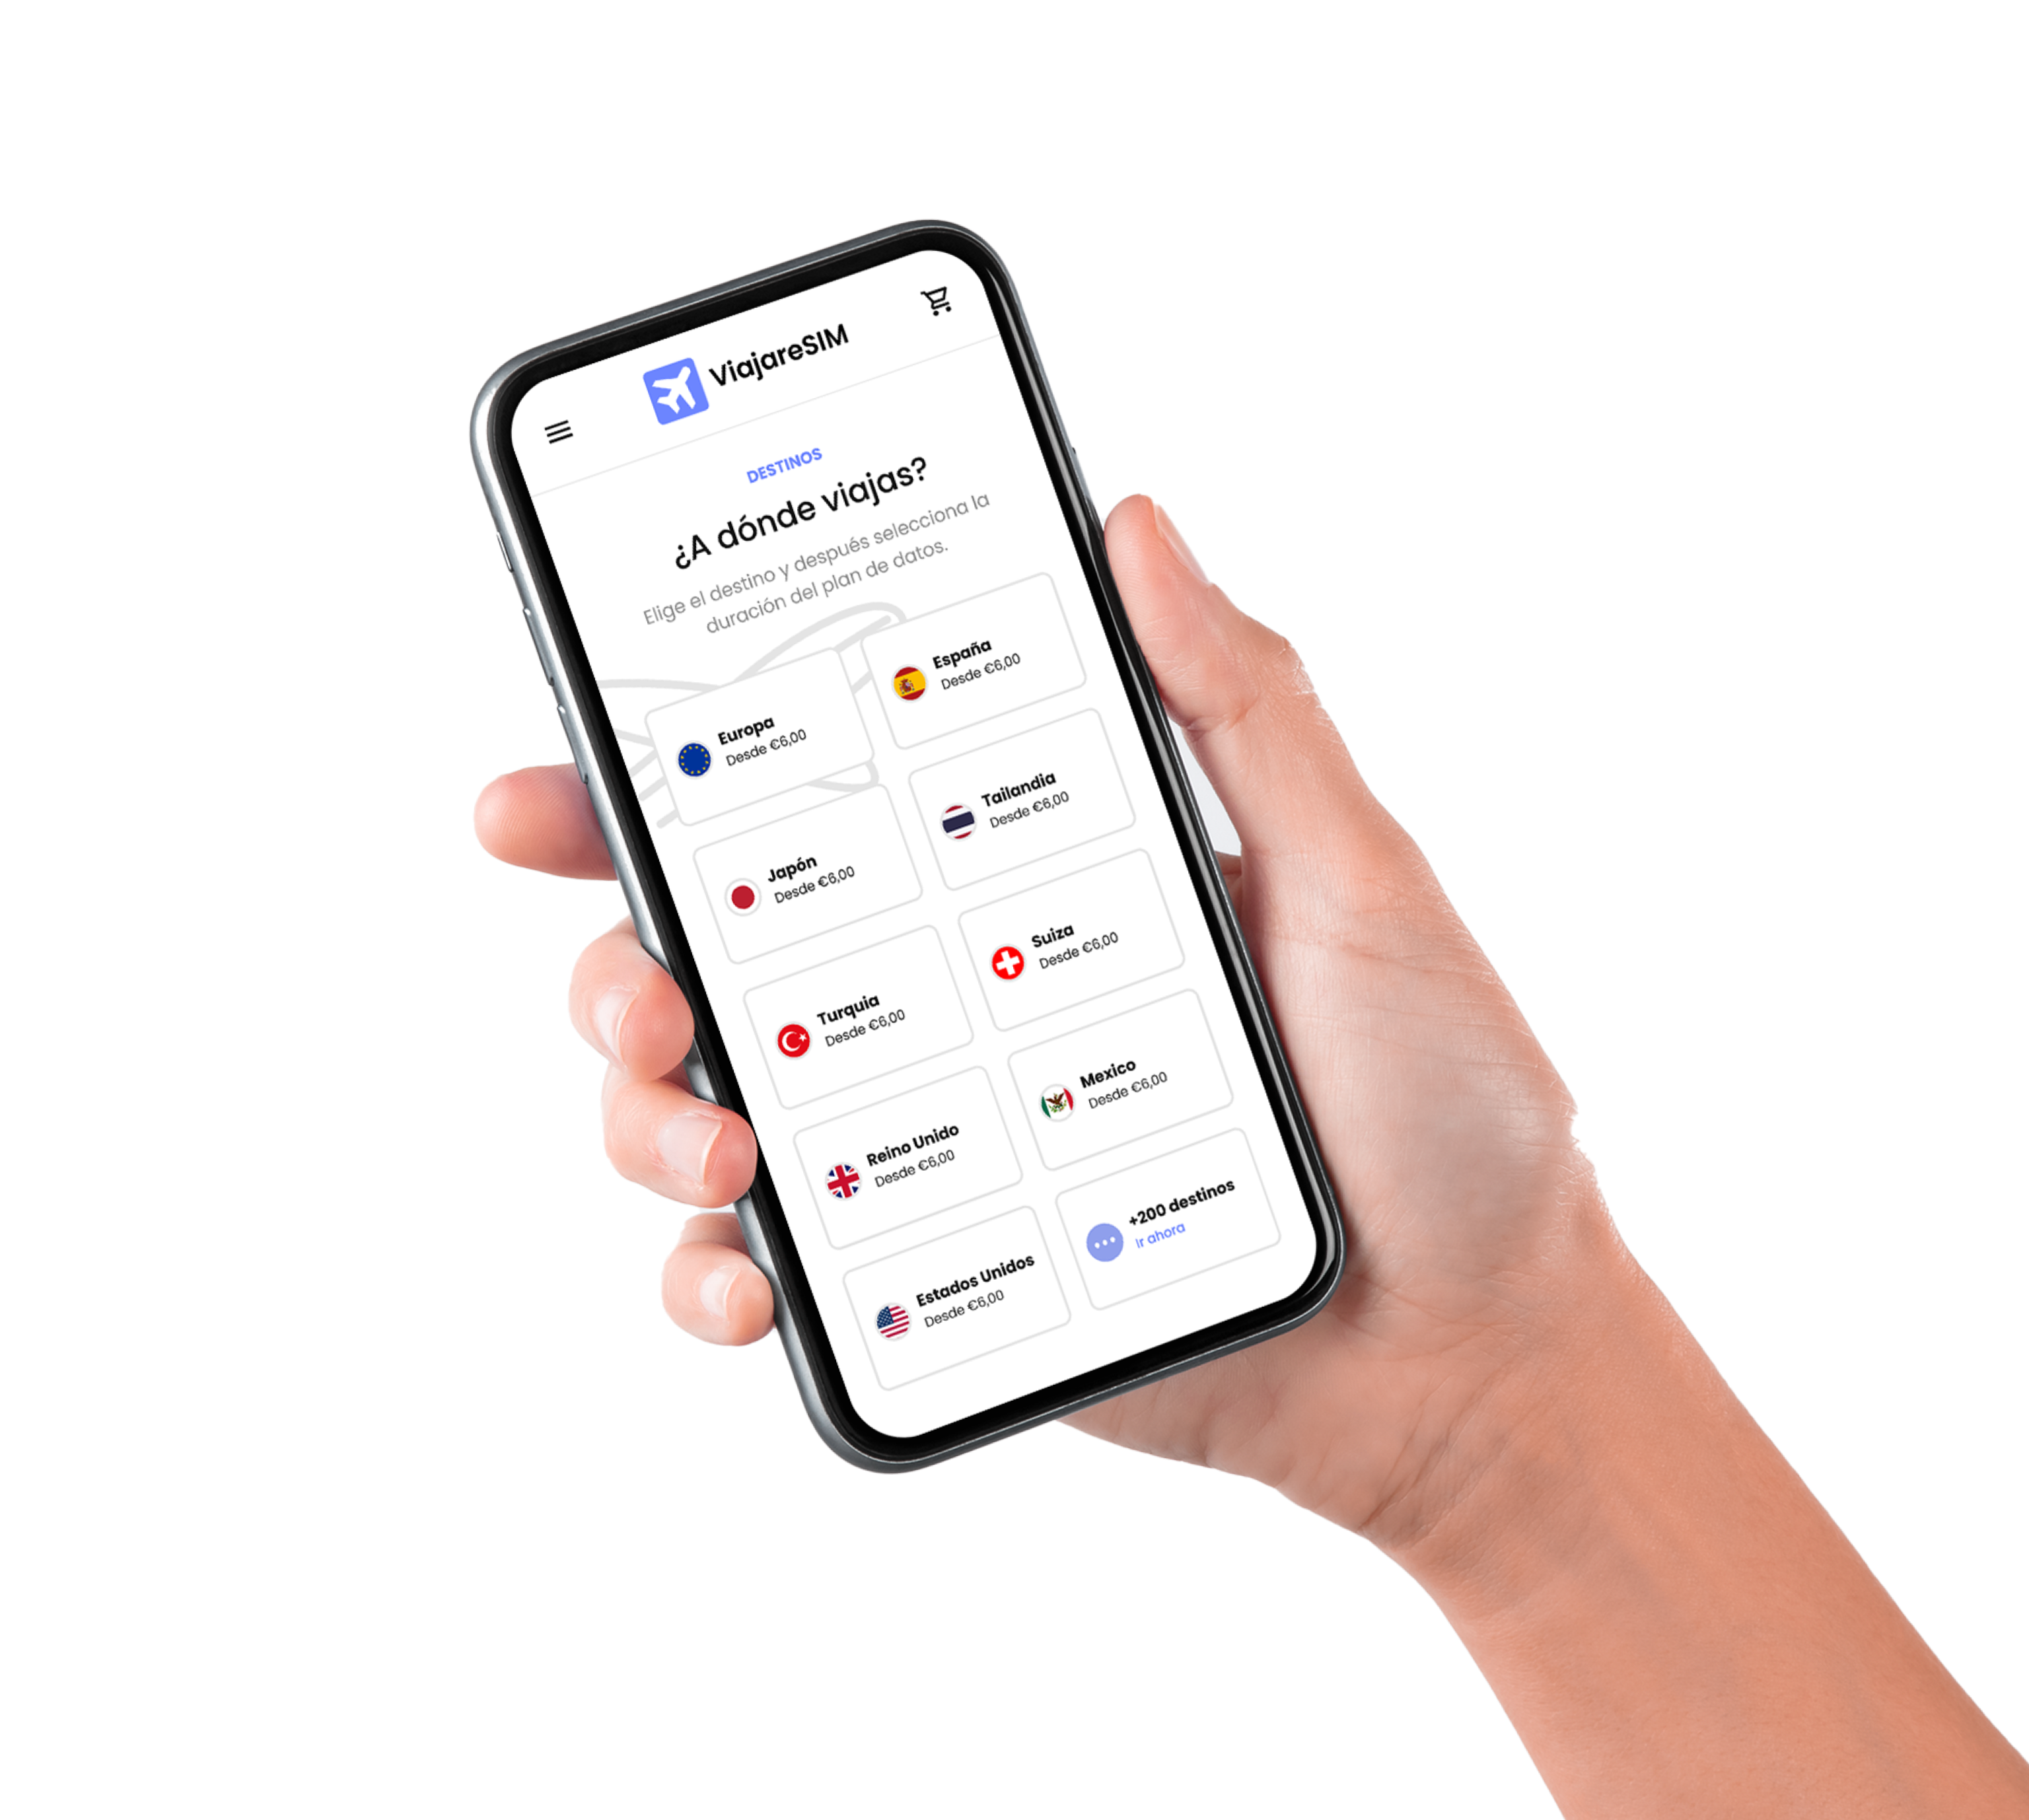 ViajareSIM
DESTINOS
¿A dónde viajas?
Elige el destino y después selecciona la
duración del plan de datos.
Europa
Desde €6,00
España
Desde €6,00
Japón
Desde €6,00
Tailandia
Desde €6,00
Turquia
Desde €6,00
Suiza
Desde €6,00
Reino Unido
Desde €6,00
Mexico
Desde €6,00
Estados Unidos
Desde €6,00
+200 destinos
Ir ahora